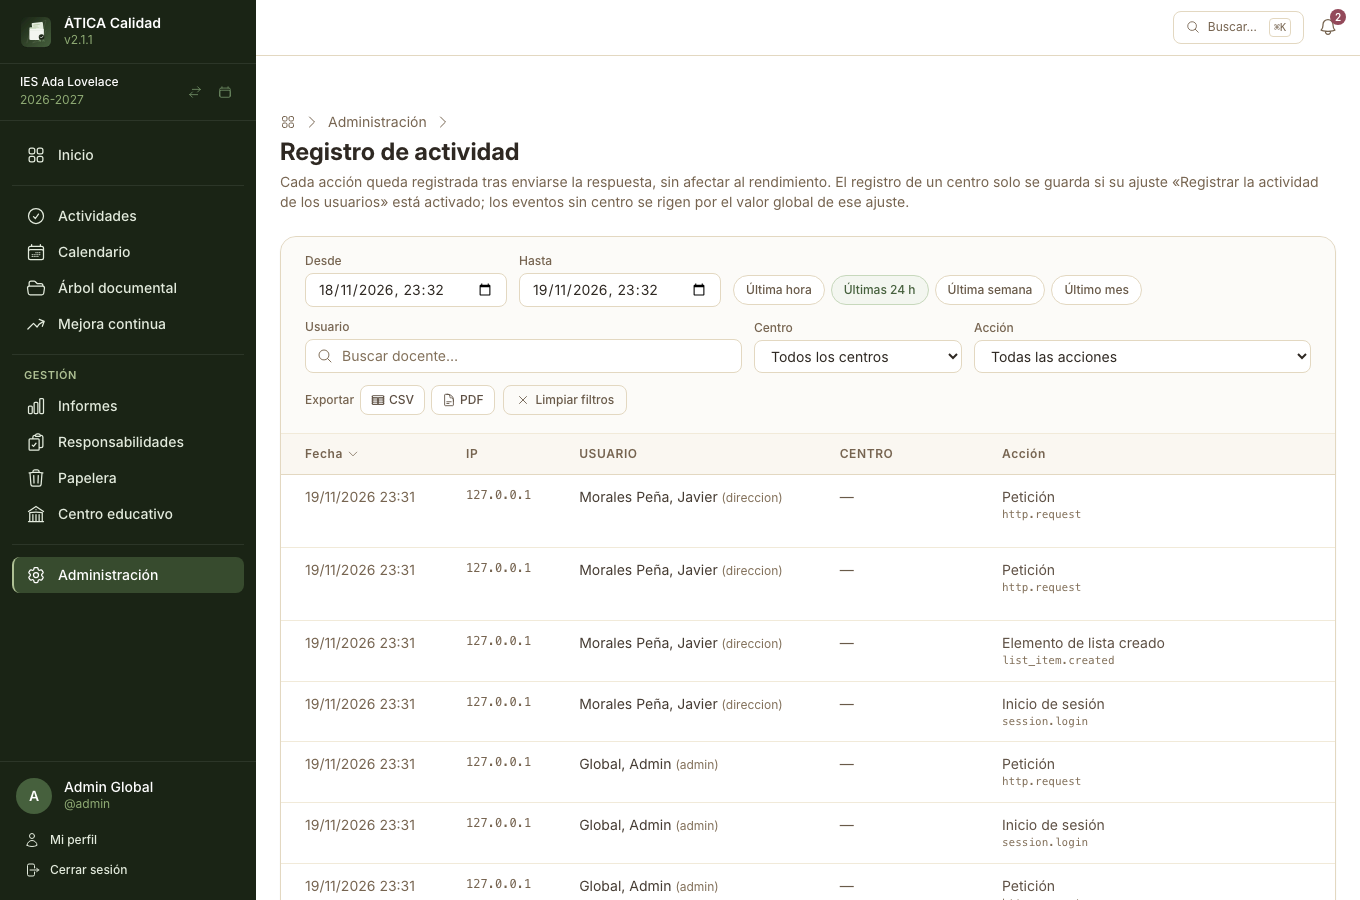 ÁTICA Calidad
v2.1.1
IES Ada Lovelace
2026-2027
Inicio
Actividades
Calendario
Árbol documental
Mejora continua
GESTIÓN
Informes
Responsabilidades
Papelera
Centro educativo
Administración
A
Admin Global
@admin
Mi perfil
Cerrar sesión
Buscar... ⌘K
2
Administración
Registro de actividad
Cada acción queda registrada tras enviarse la respuesta, sin afectar al rendimiento. El registro de un centro solo se guarda si su ajuste «Registrar la actividad
de los usuarios» está activado; los eventos sin centro se rigen por el valor global de ese ajuste.
Desde Hasta
18/11/2026, 23:32 19/11/2026, 23:32 Última hora Últimas 24 h Última semana Último mes
Usuario Centro Acción
Buscar docente... Todos los centros Todas las acciones
Exportar CSV PDF Limpiar filtros
Fecha IP USUARIO CENTRO Acción
19/11/2026 23:31 127.0.0.1 Morales Peña, Javier (direccion) — Petición
http.request
19/11/2026 23:31 127.0.0.1 Morales Peña, Javier (direccion) — Petición
http.request
19/11/2026 23:31 127.0.0.1 Morales Peña, Javier (direccion) — Elemento de lista creado
list_item.created
19/11/2026 23:31 127.0.0.1 Morales Peña, Javier (direccion) — Inicio de sesión
session.login
19/11/2026 23:31 127.0.0.1 Global, Admin (admin) — Petición
http.request
19/11/2026 23:31 127.0.0.1 Global, Admin (admin) — Inicio de sesión
session.login
19/11/2026 23:31 127.0.0.1 Global, Admin (admin) — Petición